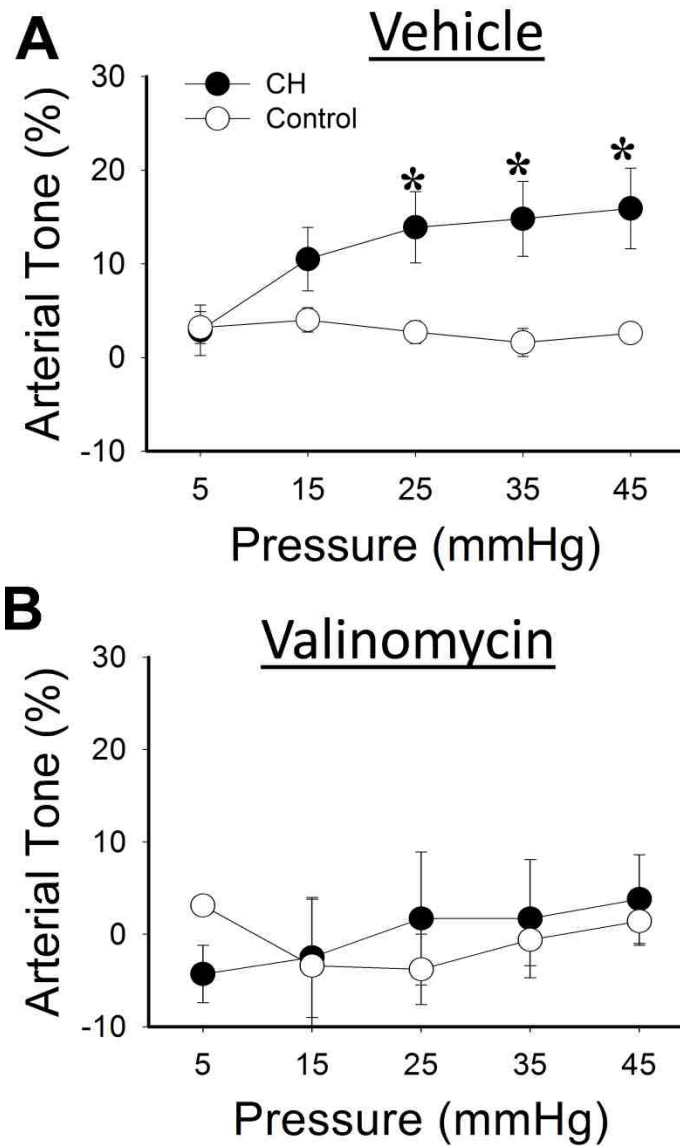 A
Vehicle
30
20
10
0
-10
Arterial Tone (%)
CH
Control
*
*
*
5 15 25 35 45
Pressure (mmHg)
B
Valinomycin
30
20
10
0
-10
Arterial Tone (%)
5 15 25 35 45
Pressure (mmHg)